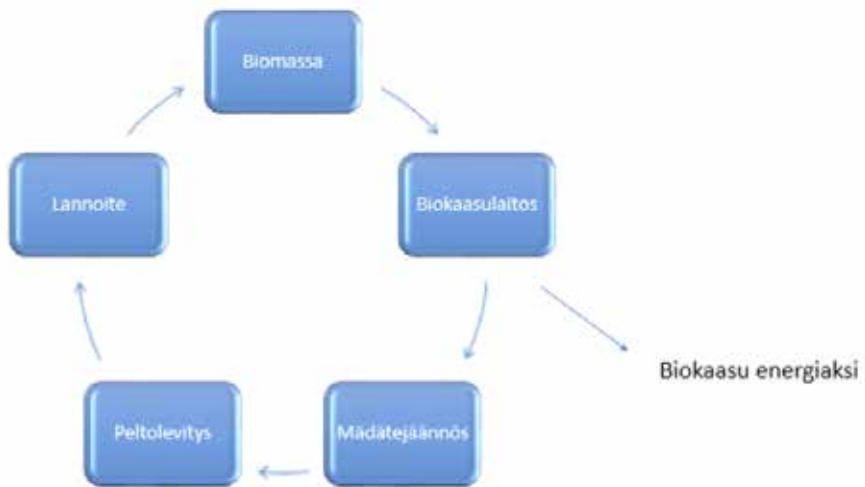 Biomassa
Lannoite
Biokaasulaitos
Biokaasu energiaksi
Peltolevitys
Mädätejäännös